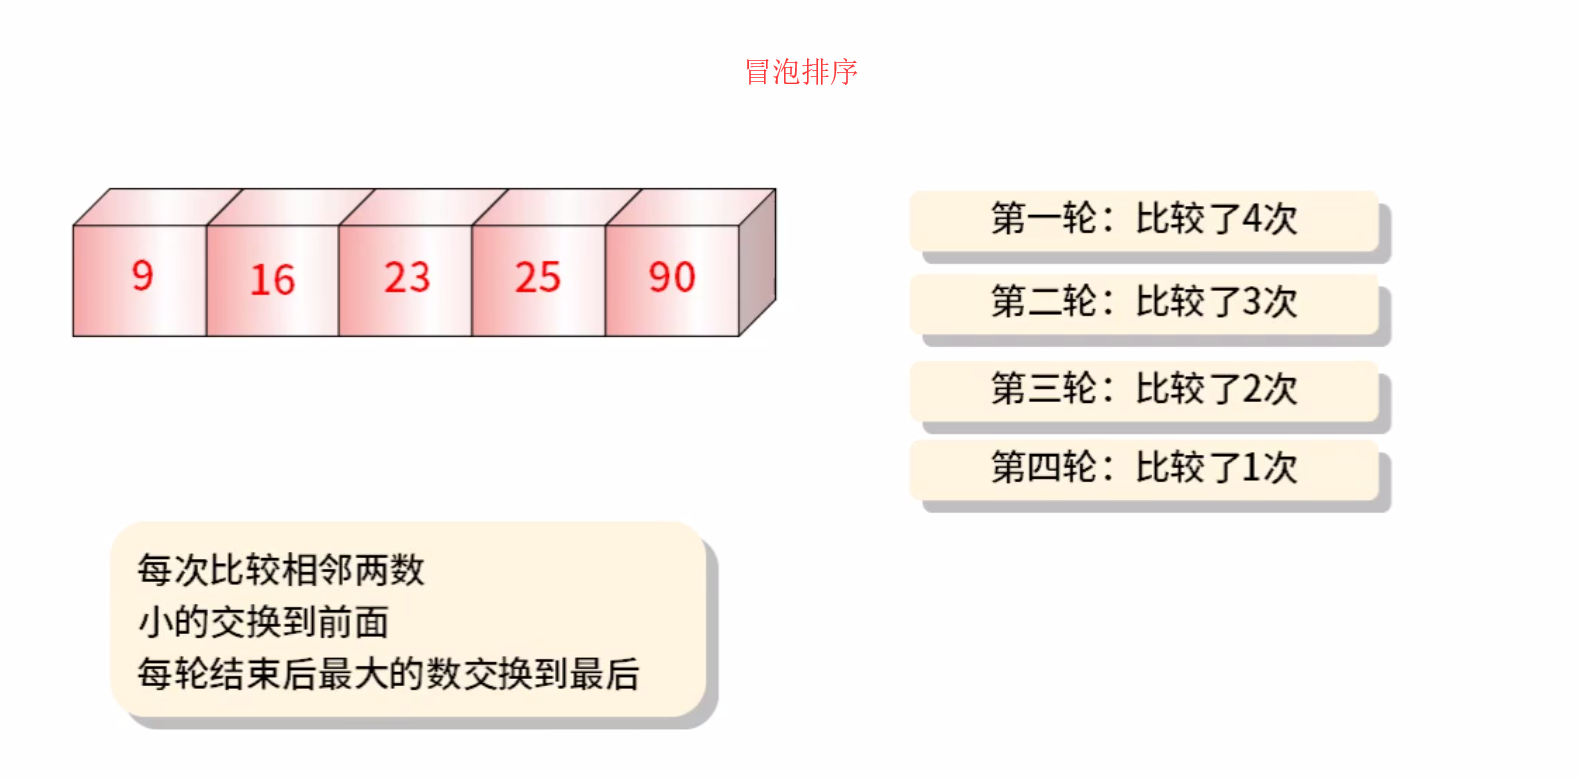 冒泡排序
9 16 23 25 90
第一轮：比较了4次
第二轮：比较了3次
第三轮：比较了2次
第四轮：比较了1次
每次比较相邻两数
小的交换到前面
每轮结束后最大的数交换到最后